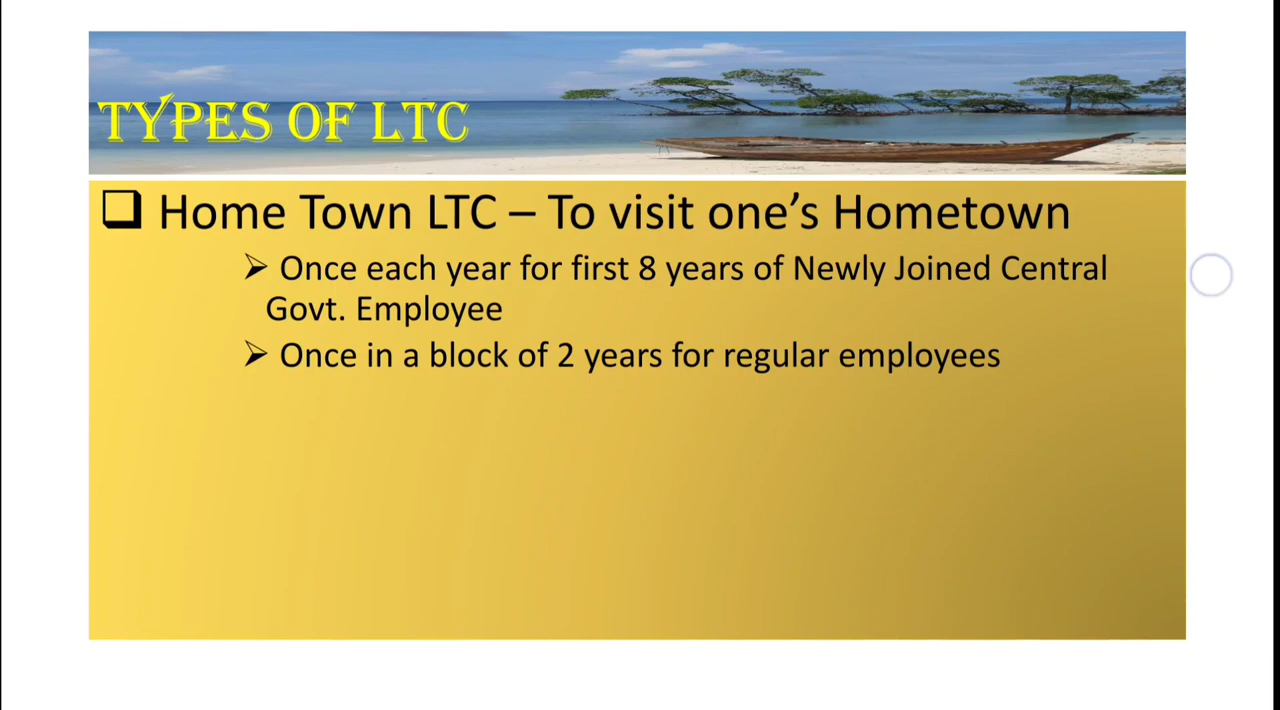 TYPES OF LTC
Home Town LTC – To visit one's Hometown
Once each year for first 8 years of Newly Joined Central
Govt. Employee
Once in a block of 2 years for regular employees